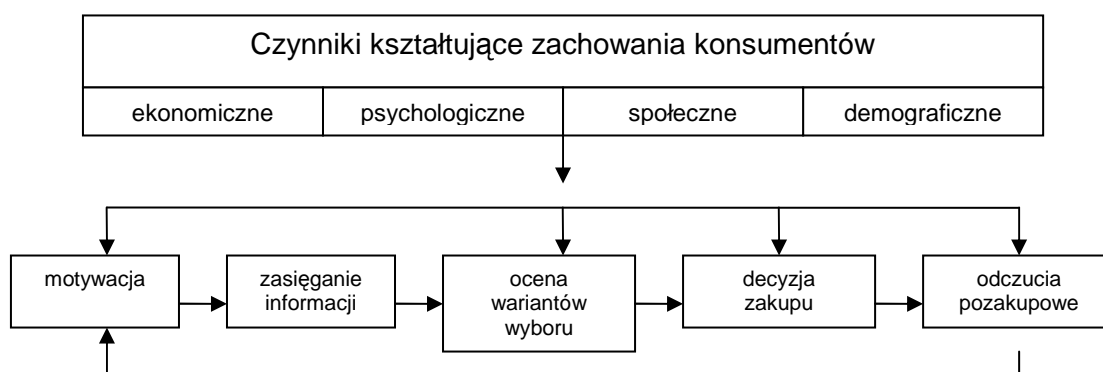 Czynniki kształtujące zachowania konsumentów
ekonomiczne
psychologiczne
społeczne
demograficzne
motywacja
zasięganie
informacji
ocena
wariantów
wyboru
decyzja
zakupu
odczucia
pozakupowe